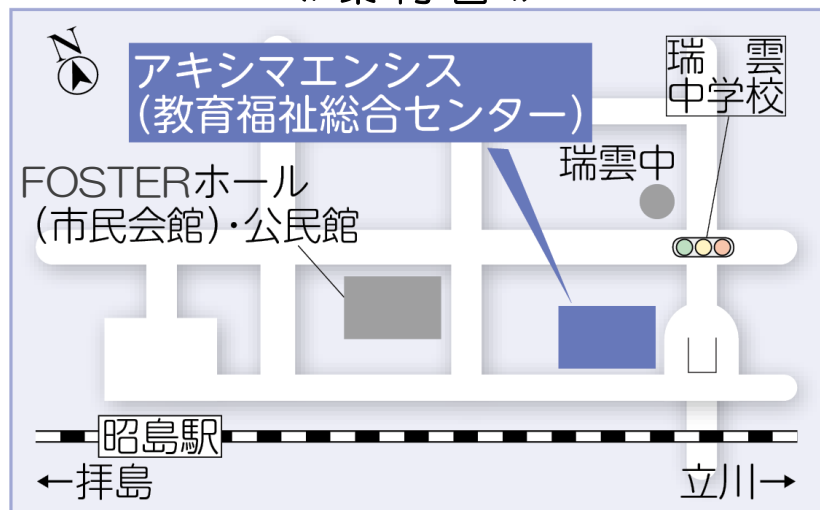 N
アキシマエンシス
(教育福祉総合センター)
瑞雲
中学校
瑞雲中
FOSTERホール
(市民会館)・公民館
昭島駅
←拝島
立川→